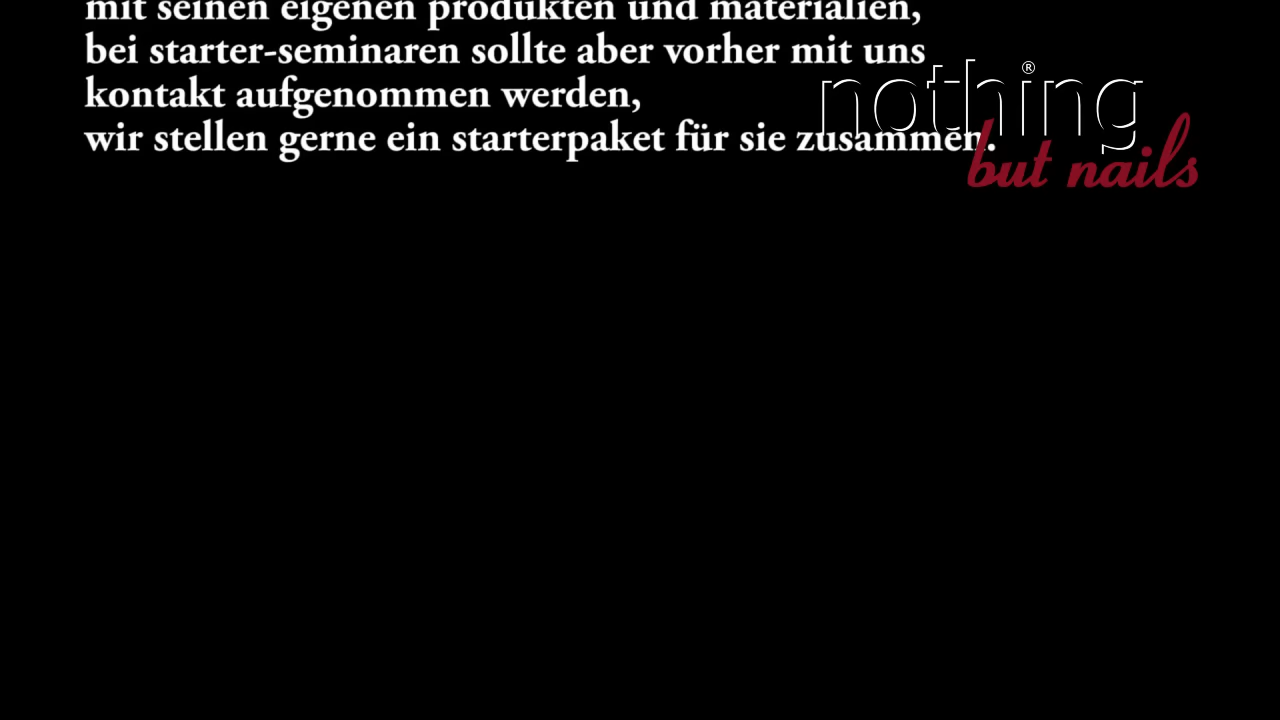 mit seinen eigenen produkten und materialien,
bei starter-seminaren sollte aber vorher mit uns
kontakt aufgenommen werden,
wir stellen gerne ein starterpaket für sie zusammen.
nothing®
but nails